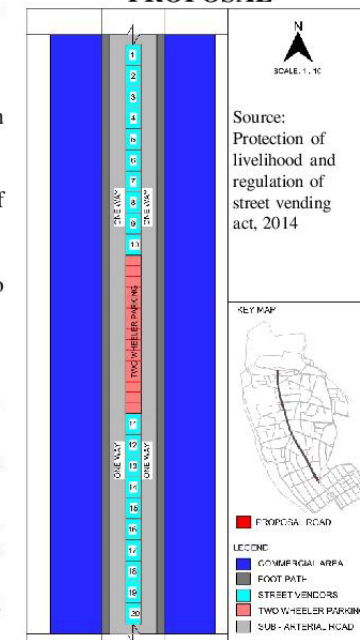 PROPOSAL
N
SCALE: 1:10
Source:
Protection of
livelihood and
regulation of
street vending
act, 2014
1
2
3
4
5
6
7
8
9
10
ONE WAY
ONE WAY
TWO WHEELER PARKING
11
12
13
14
15
16
17
18
19
20
ONE WAY
ONE WAY
KEY MAP
PROPOSAL ROAD
LEGEND
COMMERCIAL AREA
FOOT PATH
STREET VENDORS
TWO WHEELER PARKING
SUB - ARTERIAL ROAD